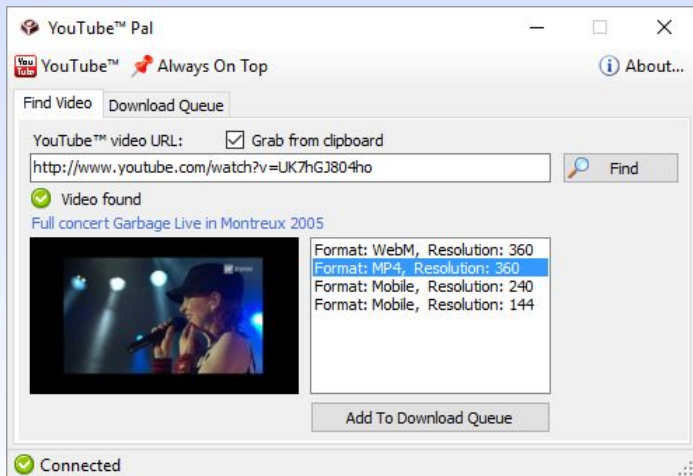 YouTube™ Pal
You Tube YouTube™ Always On Top About...
Find Video Download Queue
YouTube™ video URL: Grab from clipboard
http://www.youtube.com/watch?v=UK7hGJ804ho Find
Video found
Full concert Garbage Live in Montreux 2005
Format: WebM, Resolution: 360
Format: MP4, Resolution: 360
Format: Mobile, Resolution: 240
Format: Mobile, Resolution: 144
Add To Download Queue
Connected